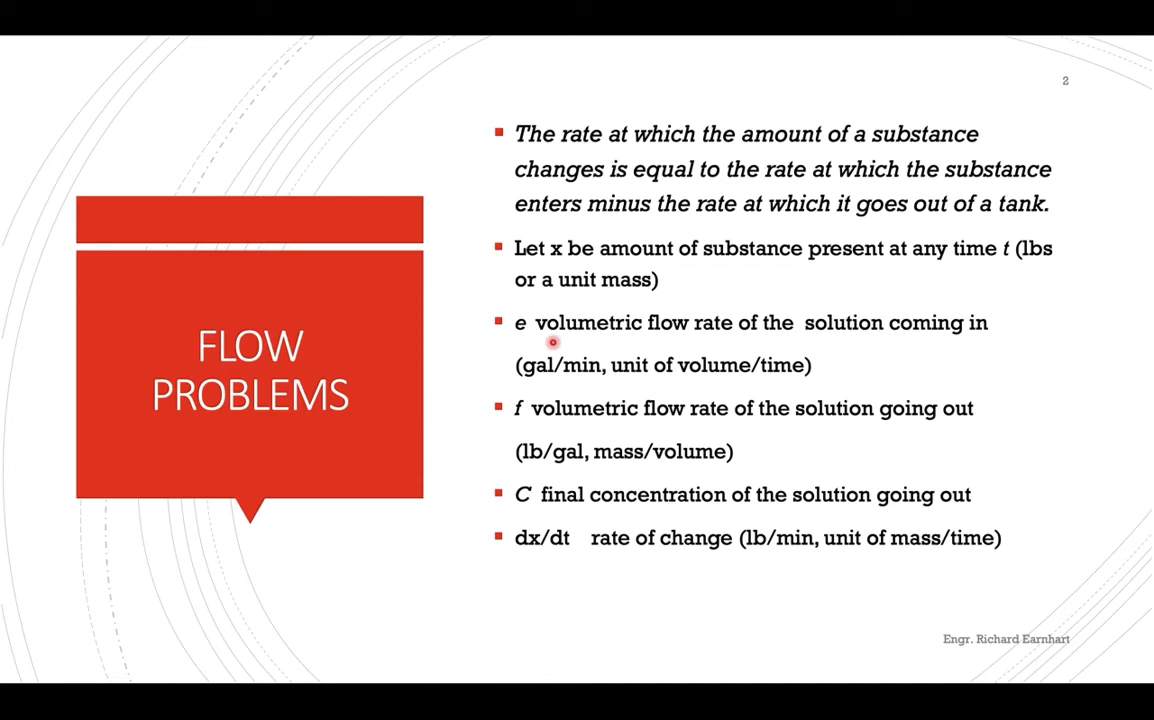 2
The rate at which the amount of a substance
changes is equal to the rate at which the substance
enters minus the rate at which it goes out of a tank.
Let x be amount of substance present at any time t (lbs
or a unit mass)
e volumetric flow rate of the solution coming in
(gal/min, unit of volume/time)
f volumetric flow rate of the solution going out
(lb/gal, mass/volume)
C final concentration of the solution going out
dx/dt rate of change (lb/min, unit of mass/time)
FLOW
PROBLEMS
Engr. Richard Earnhart